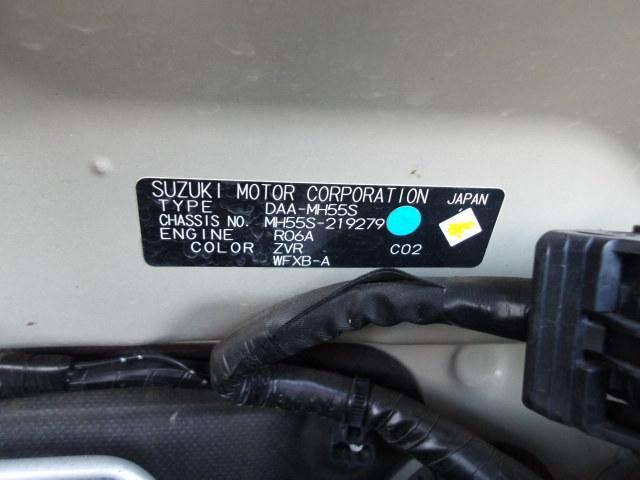 SUZUKI MOTOR CORPORATION JAPAN
TYPE DAA-MH55S
CHASSIS NO. MH55S-219279
ENGINE R06A
COLOR ZVR C02
WFXB-A